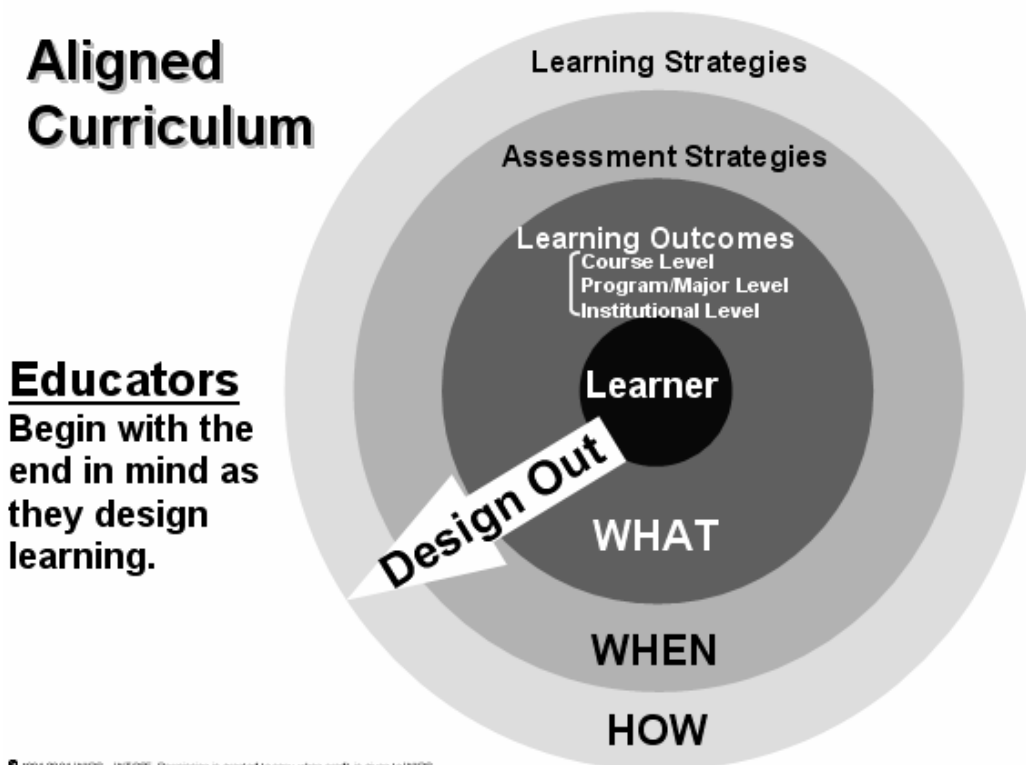 Aligned
Curriculum
Learning Strategies
Assessment Strategies
Learning Outcomes
Course Level
Program/Major Level
Institutional Level
Learner
Educators
Begin with the
end in mind as
they design
learning.
Design Out
WHAT
WHEN
HOW